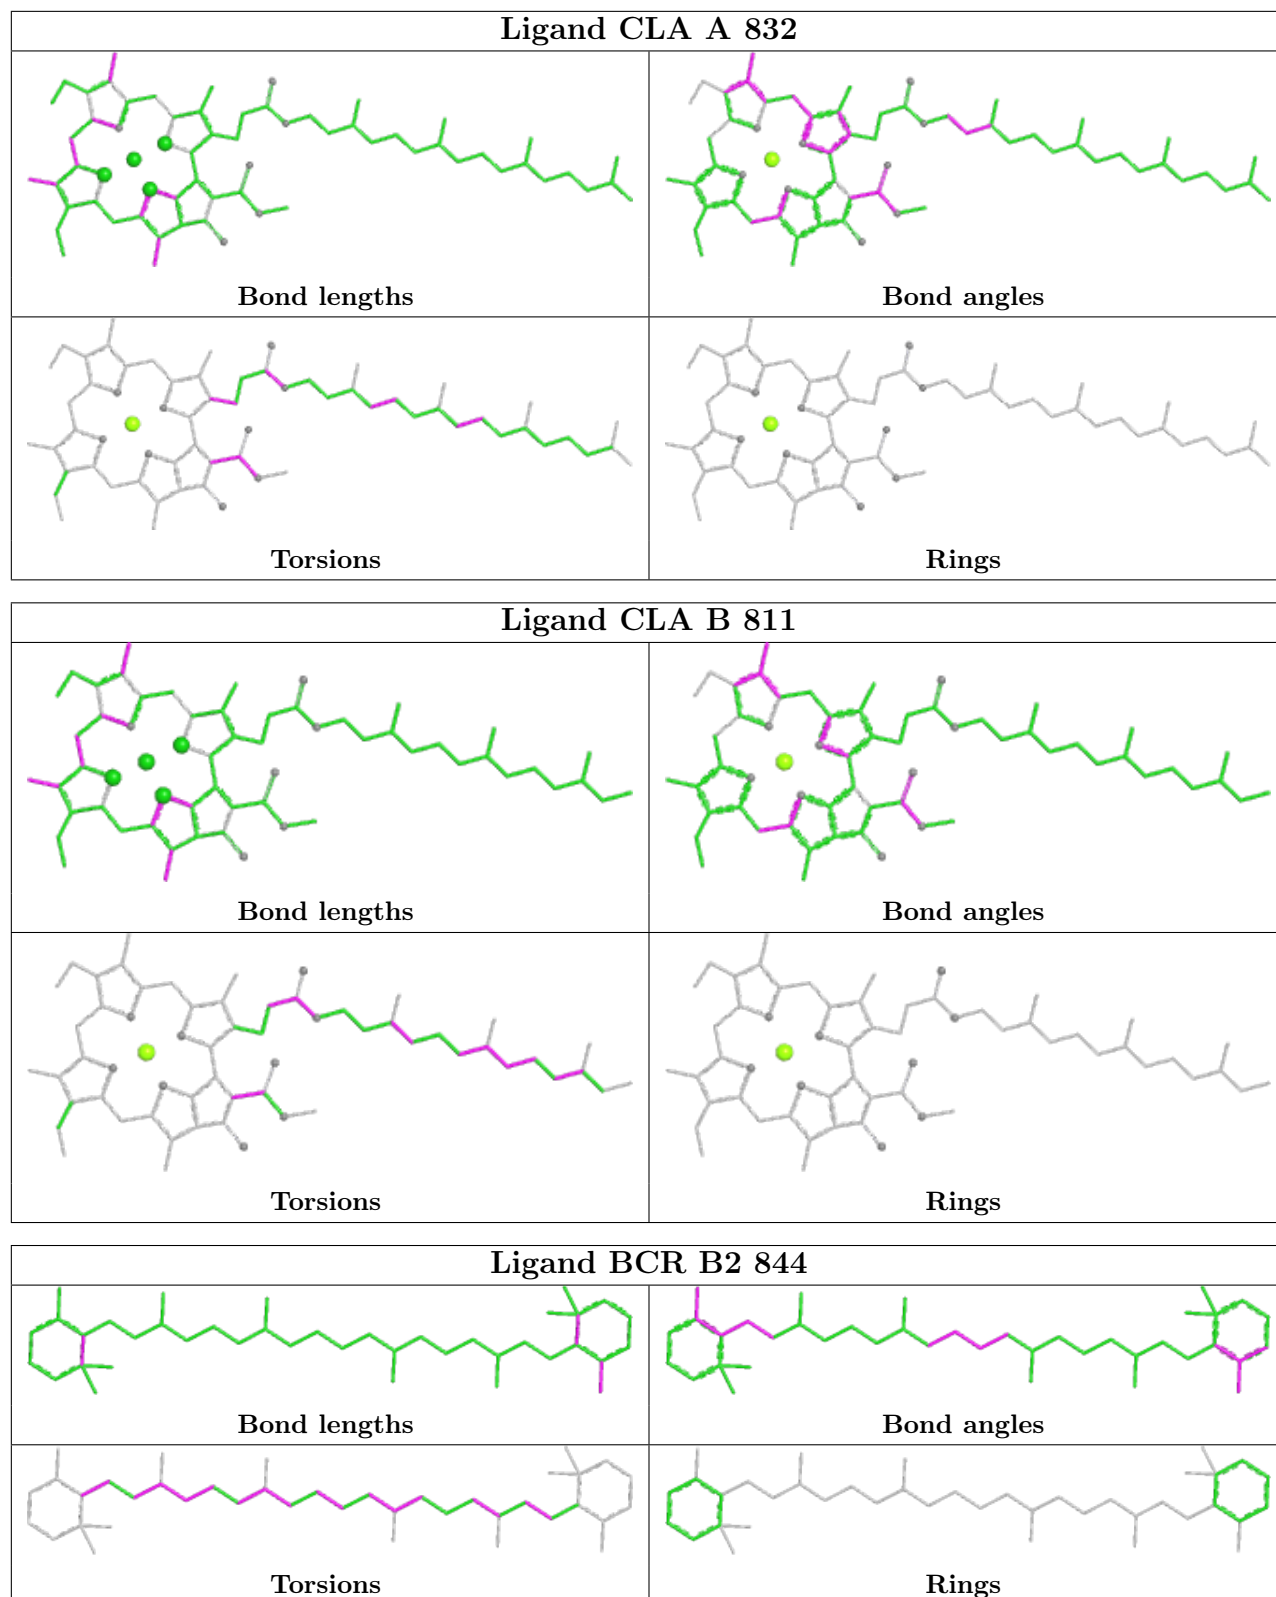 Ligand CLA A 832
Bond lengths
Bond angles
Torsions
Rings
Ligand CLA B 811
Bond lengths
Bond angles
Torsions
Rings
Ligand BCR B2 844
Bond lengths
Bond angles
Torsions
Rings